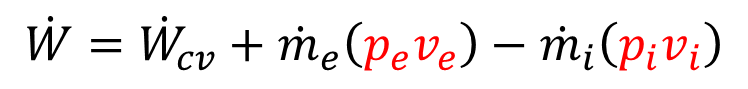 Ẇ = Ẇ_cv + ṁ_e(p_e v_e) − ṁ_i(p_i v_i)